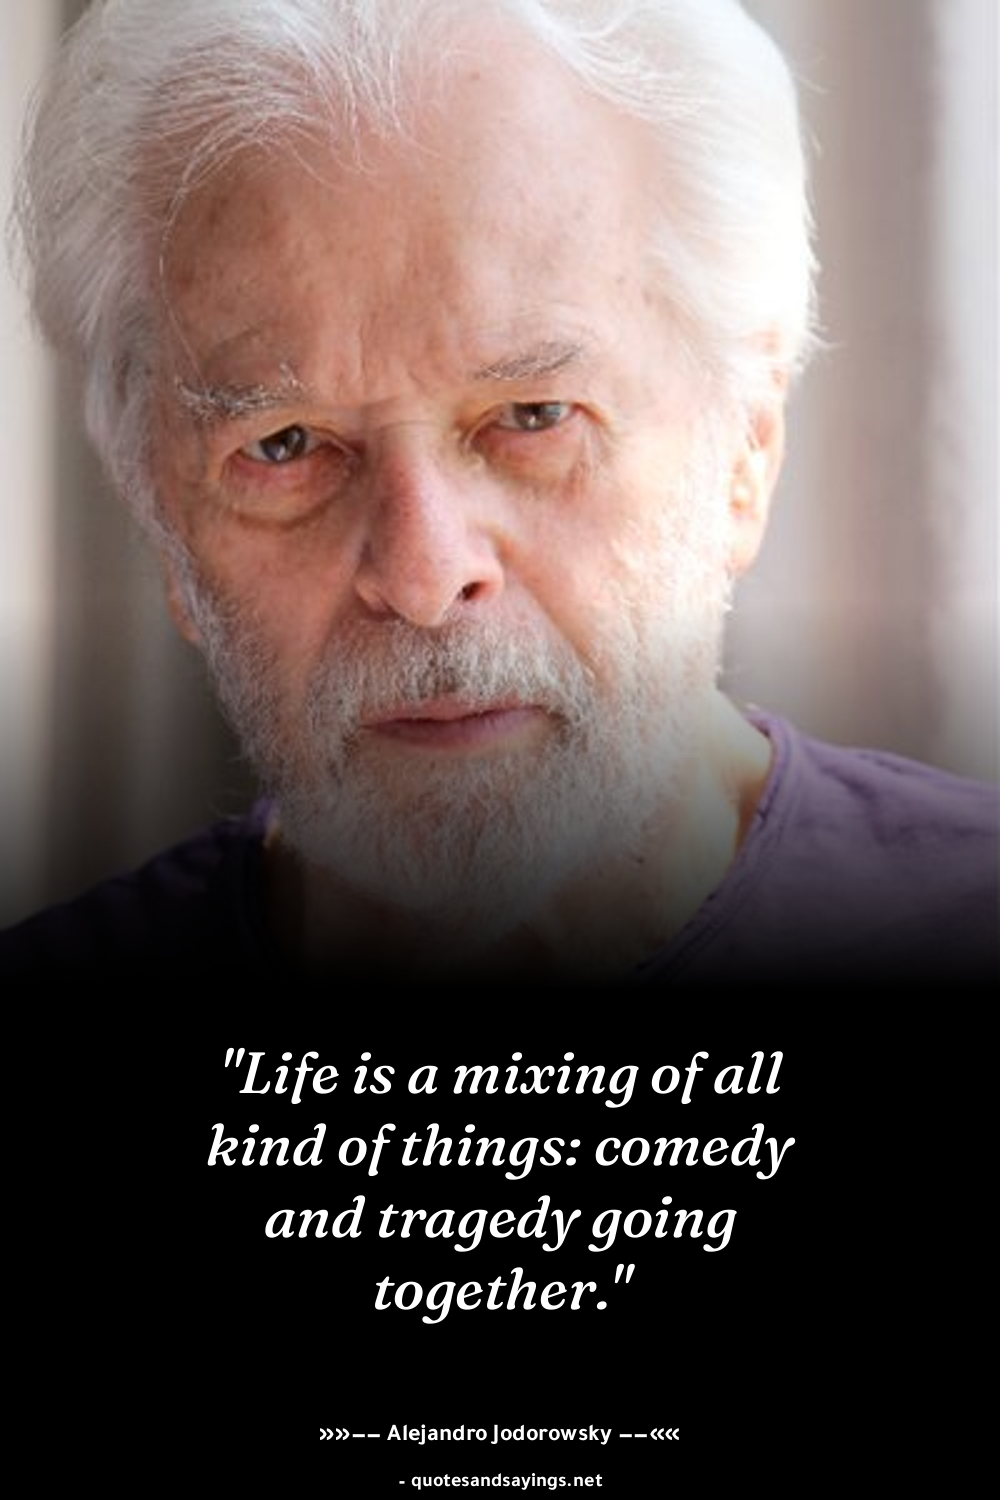 "Life is a mixing of all
kind of things: comedy
and tragedy going
together."
»»–– Alejandro Jodorowsky ––««
- quotesandsayings.net